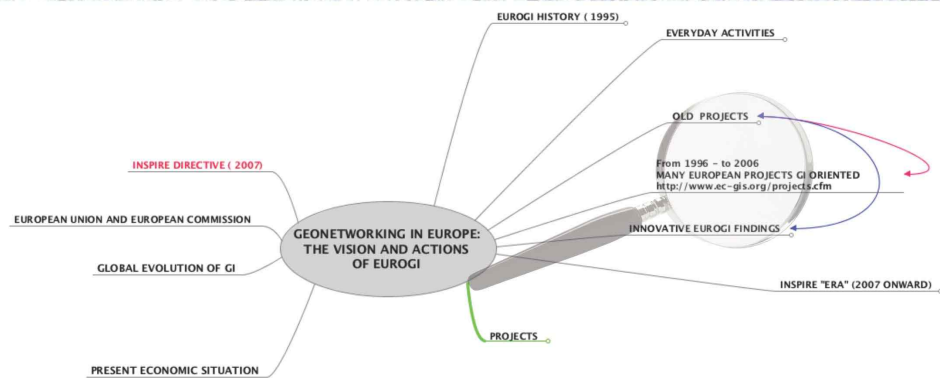 EUROGI HISTORY ( 1995)
EVERYDAY ACTIVITIES
OLD PROJECTS
From 1996 - to 2006
MANY EUROPEAN PROJECTS GI ORIENTED
http://www.ec-gis.org/projects.cfm
INSPIRE DIRECTIVE ( 2007)
EUROPEAN UNION AND EUROPEAN COMMISSION
GEONETWORKING IN EUROPE:
THE VISION AND ACTIONS
OF EUROGI
INNOVATIVE EUROGI FINDINGS
GLOBAL EVOLUTION OF GI
INSPIRE "ERA" (2007 ONWARD)
PROJECTS
PRESENT ECONOMIC SITUATION